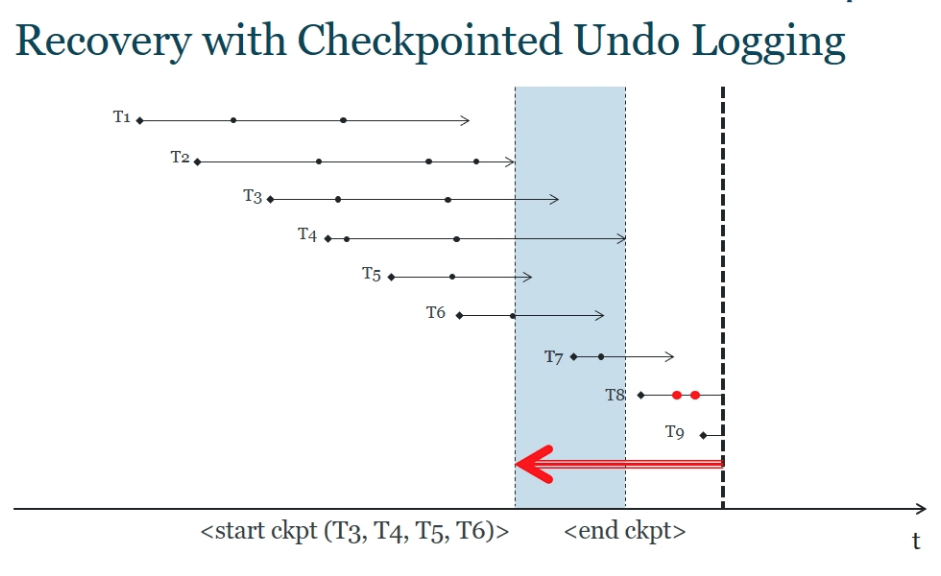 Recovery with Checkpointed Undo Logging
T1
T2
T3
T4
T5
T6
T7
T8
T9
<start ckpt (T3, T4, T5, T6)>
<end ckpt>
t